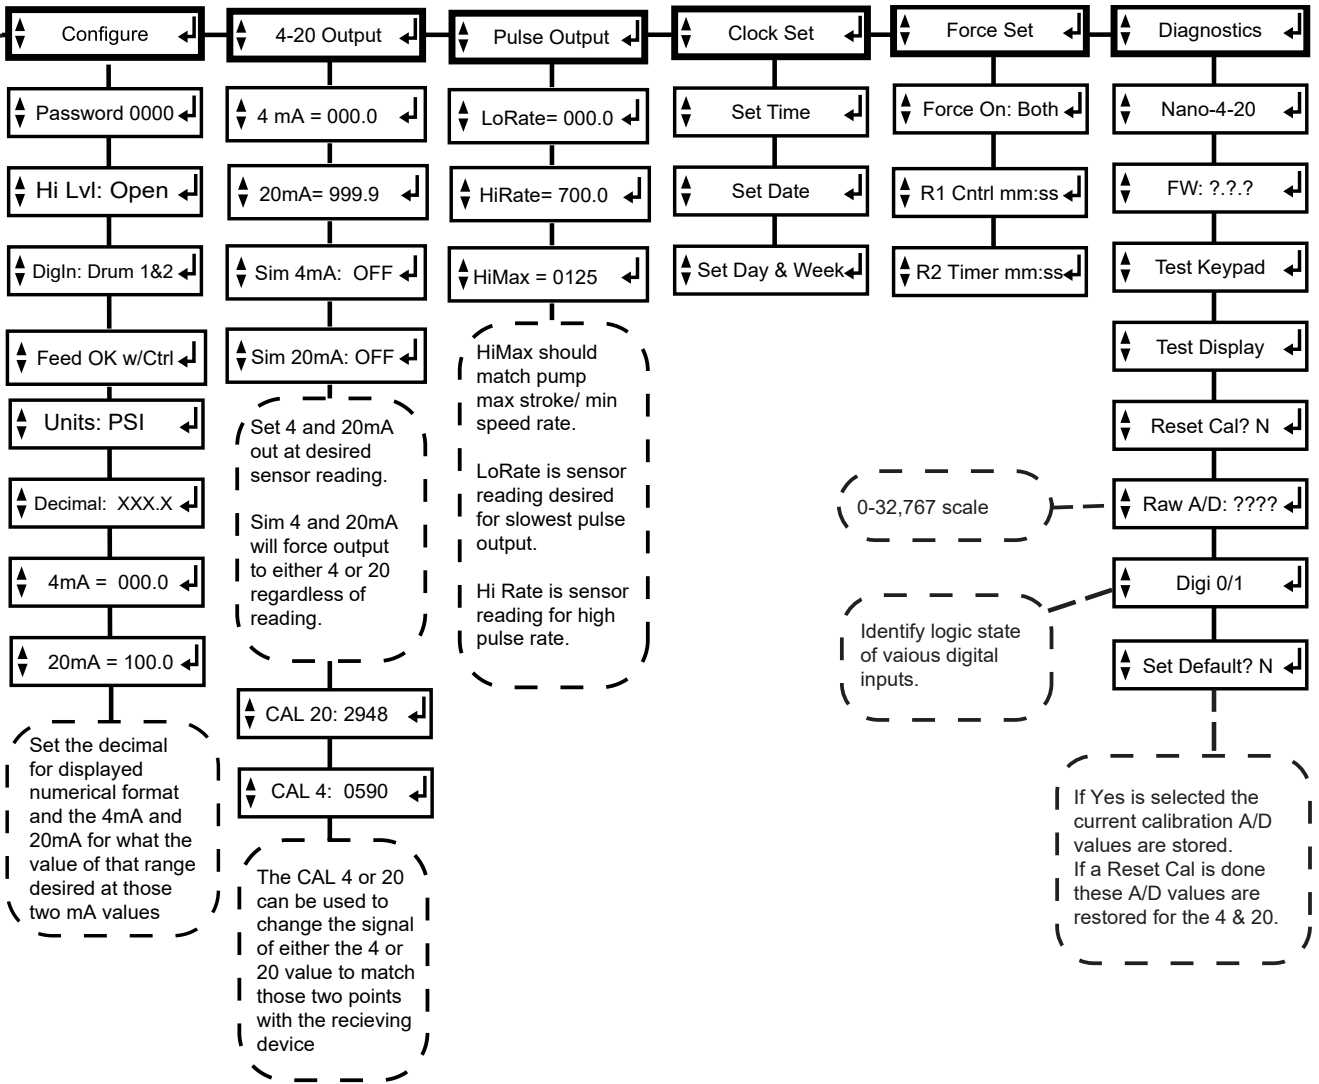 Configure
Password 0000
Hi Lvl: Open
DigIn: Drum 1&2
Feed OK w/Ctrl
Units: PSI
Decimal:  XXX.X
4mA =  000.0
20mA = 100.0
Set the decimal
for displayed
numerical format
and the 4mA and
20mA for what the
value of that range
desired at those
two mA values
4-20 Output
4 mA = 000.0
20mA= 999.9
Sim 4mA:  OFF
Sim 20mA: OFF
Set 4 and 20mA
out at desired
sensor reading.
Sim 4 and 20mA
will force output
to either 4 or 20
regardless of
reading.
CAL 20: 2948
CAL 4:  0590
The CAL 4 or 20
can be used to
change the signal
of either the 4 or
20 value to match
those two points
with the recieving
device
Pulse Output
LoRate= 000.0
HiRate= 700.0
HiMax = 0125
HiMax should
match pump
max stroke/ min
speed rate.
LoRate is sensor
reading desired
for slowest pulse
output.
Hi Rate is sensor
reading for high
pulse rate.
Clock Set
Set Time
Set Date
Set Day & Week
Force Set
Force On: Both
R1 Cntrl mm:ss
R2 Timer mm:ss
Diagnostics
Nano-4-20
FW: ?.?.?
Test Keypad
Test Display
Reset Cal? N
Raw A/D: ????
0-32,767 scale
Digi 0/1
Identify logic state
of vaious digital
inputs.
Set Default? N
If Yes is selected the
current calibration A/D
values are stored.
If a Reset Cal is done
these A/D values are
restored for the 4 & 20.